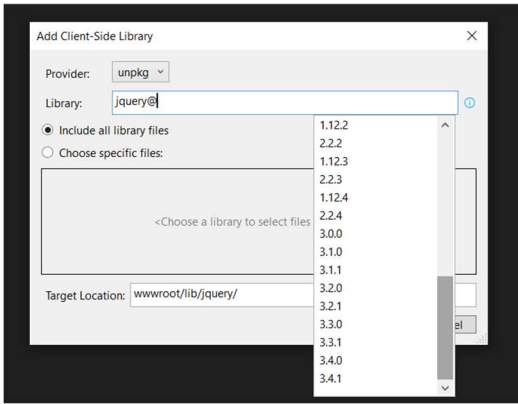 Add Client-Side Library
Provider: unpkg
Library: jquery@
Include all library files
Choose specific files:
<Choose a library to select files
Target Location: wwwroot/lib/jquery/
el
1.12.2
2.2.2
1.12.3
2.2.3
1.12.4
2.2.4
3.0.0
3.1.0
3.1.1
3.2.0
3.2.1
3.3.0
3.3.1
3.4.0
3.4.1